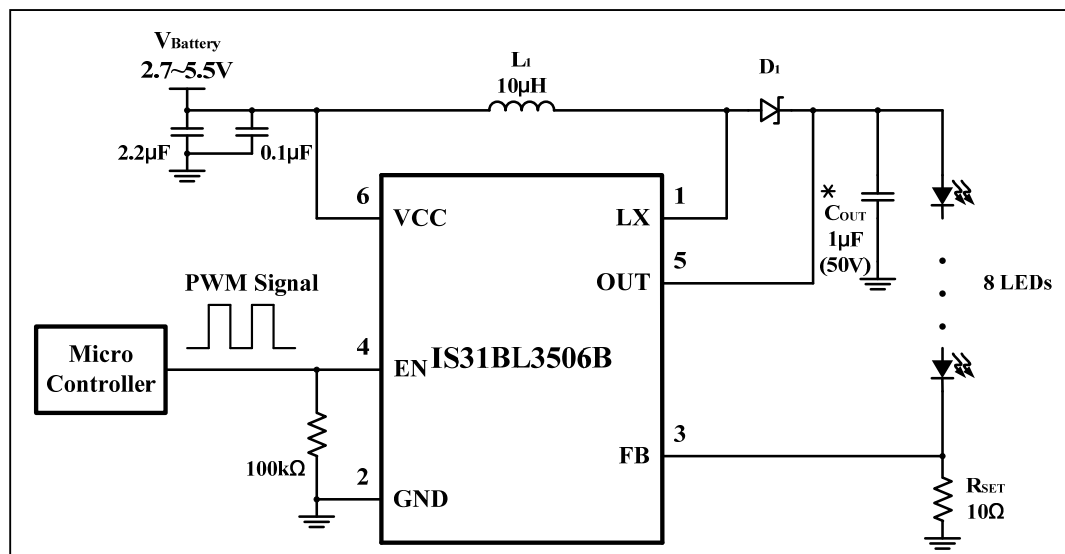 VBattery
2.7~5.5V
L1
10μH
D1
2.2μF
0.1μF
6
VCC
1
LX
*
COUT
1μF
(50V)
5
OUT
8 LEDs
PWM Signal
Micro
Controller
4
EN
IS31BL3506B
3
FB
100kΩ
2
GND
RSET
10Ω